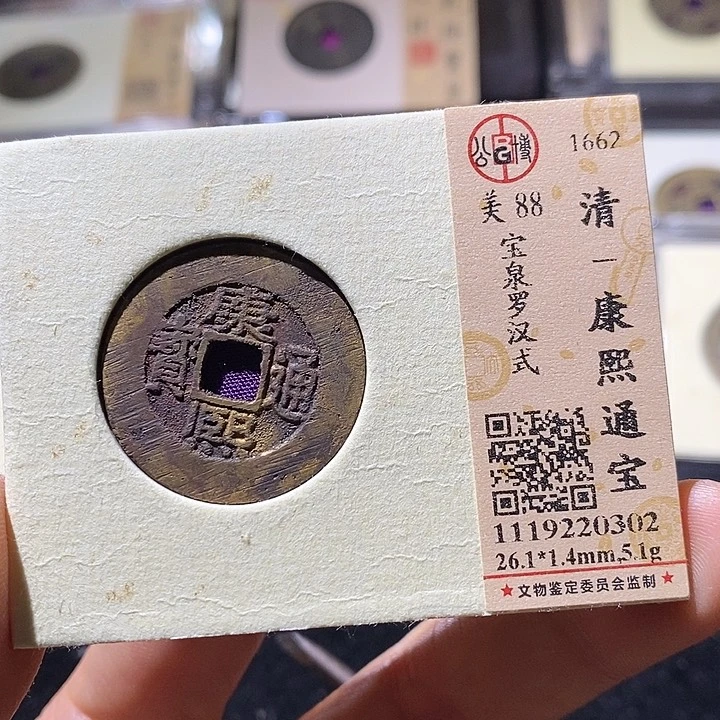 康熙通寳
公博
1662
清－康熙通宝
美 88
宝泉罗汉式
1119220302
26.1*1.4mm,5.1g
★文物鉴定委员会监制★